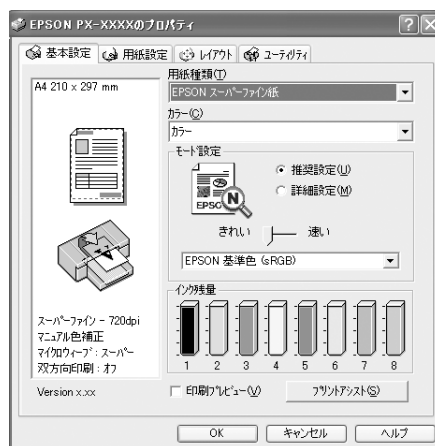 EPSON PX-XXXXのプロパティ
基本設定 用紙設定 レイアウト ユーティリティ
A4 210 x 297 mm
用紙種類(T)
EPSON スーパーファイン紙
カラー(C)
カラー
モード設定
EPSO
N
推奨設定(U)
詳細設定(M)
きれい 速い
EPSON 基準色 (sRGB)
インク残量
1 2 3 4 5 6 7 8
スーパーファイン - 720dpi
マニュアル色補正
マイクロウィーブ : スーパー
双方向印刷 : オフ
Version x.xx
印刷プレビュー(V)
プリントアシスト(S)
OK キャンセル ヘルプ